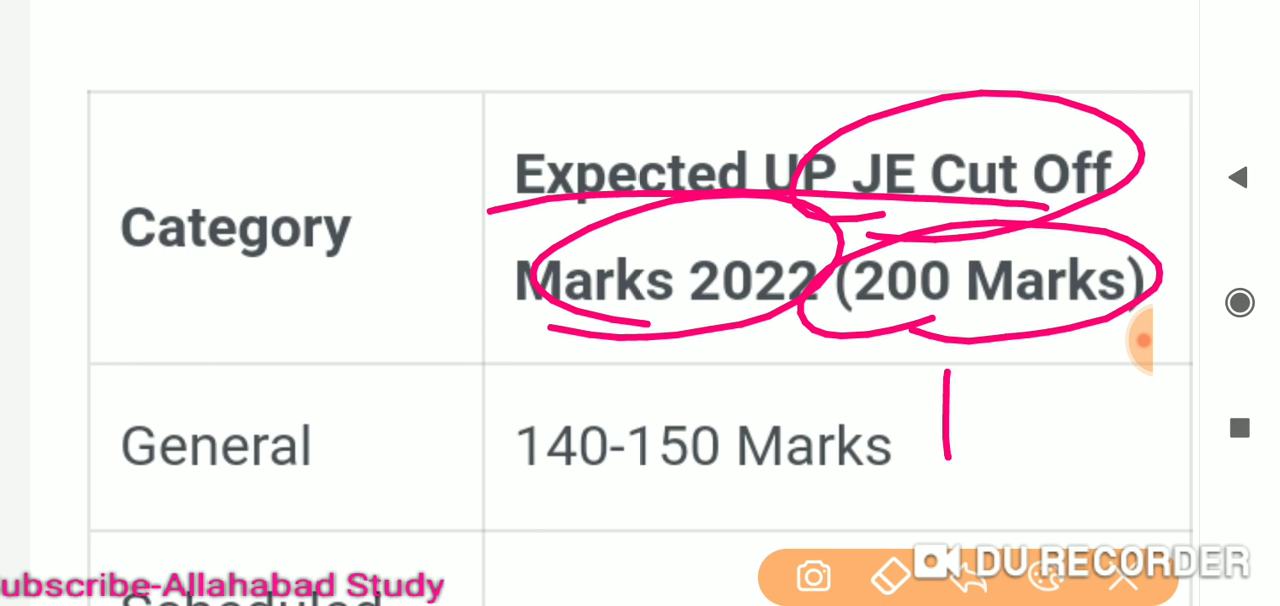 Category
Expected UP JE Cut Off
Marks 2022 (200 Marks)
General
140-150 Marks
Scheduled
ubscribe-Allahabad Study
DU RECORDER